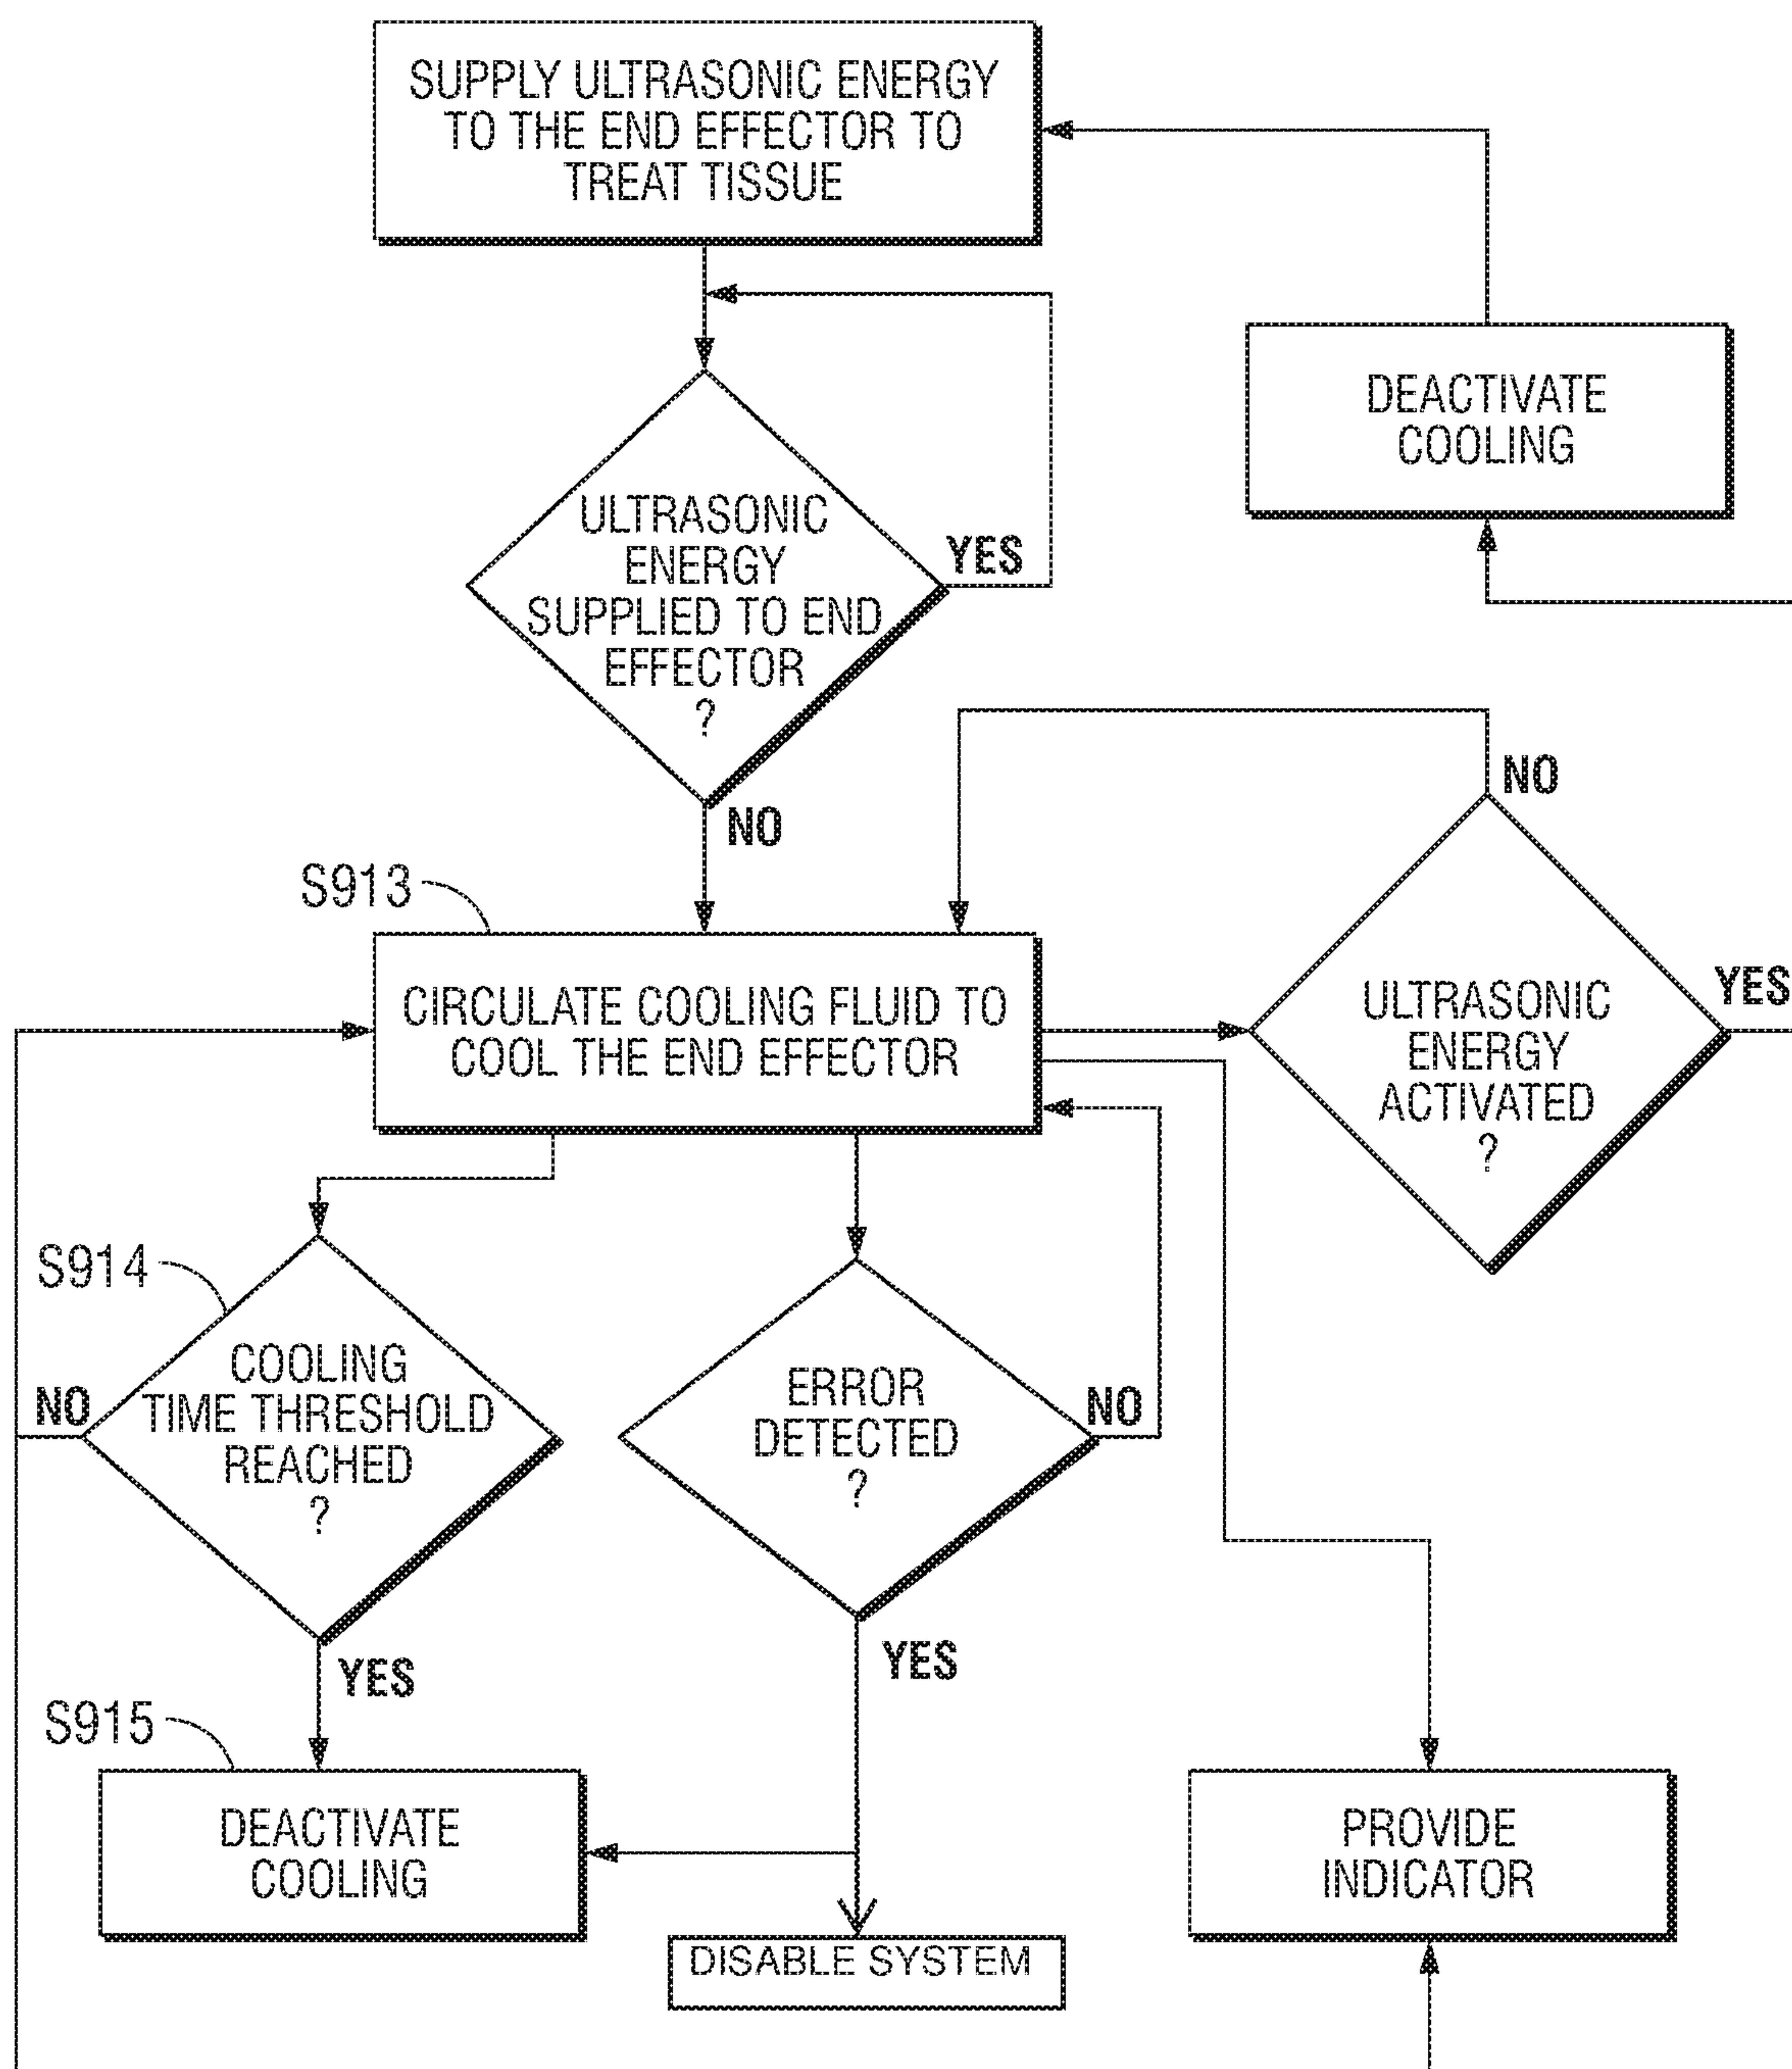 SUPPLY ULTRASONIC ENERGY
TO THE END EFFECTOR TO
TREAT TISSUE
DEACTIVATE
COOLING
ULTRASONIC
ENERGY
SUPPLIED TO END
EFFECTOR
?
YES
NO
NO
S913
CIRCULATE COOLING FLUID TO
COOL THE END EFFECTOR
ULTRASONIC
ENERGY
ACTIVATED
?
YES
S914
COOLING
TIME THRESHOLD
REACHED
?
NO
YES
ERROR
DETECTED
?
NO
YES
S915
DEACTIVATE
COOLING
DISABLE SYSTEM
PROVIDE
INDICATOR